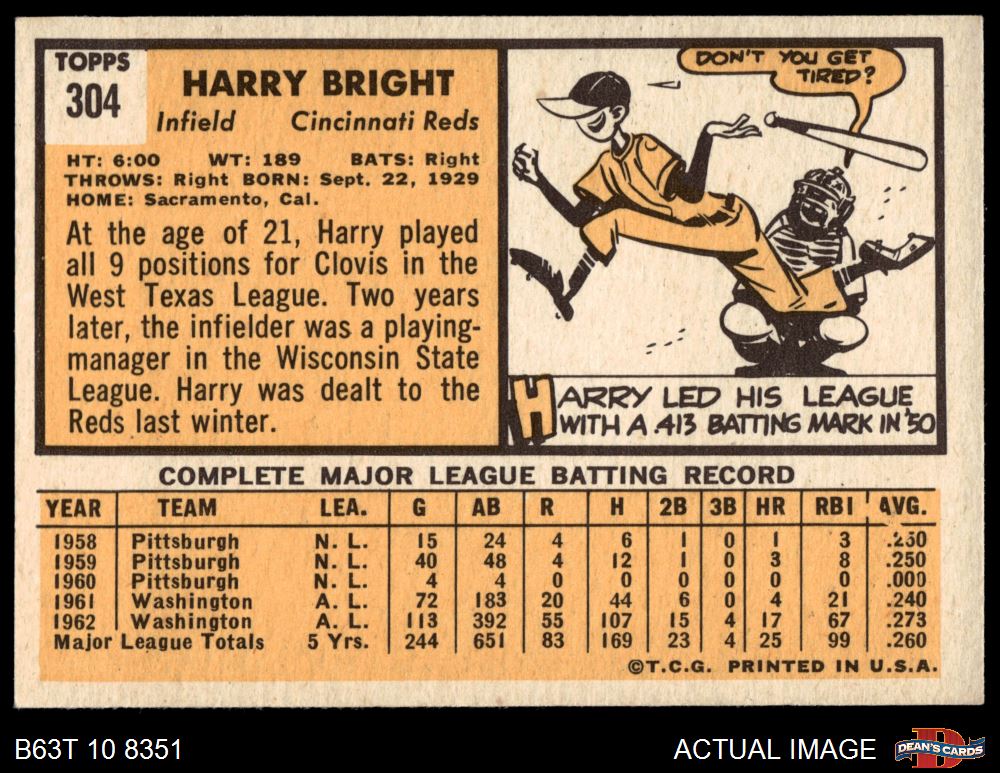 TOPPS
304
HARRY BRIGHT
Infield Cincinnati Reds
HT: 6:00 WT: 189 BATS: Right
THROWS: Right BORN: Sept. 22, 1929
HOME: Sacramento, Cal.
At the age of 21, Harry played
all 9 positions for Clovis in the
West Texas League. Two years
later, the infielder was a playing-
manager in the Wisconsin State
League. Harry was dealt to the
Reds last winter.
DON'T YOU GET
TIRED?
HARRY LED HIS LEAGUE
WITH A .413 BATTING MARK IN '50
COMPLETE MAJOR LEAGUE BATTING RECORD
YEAR TEAM LEA. G AB R H 2B 3B HR RBI AVG.
1958 Pittsburgh N. L. 15 24 4 6 1 0 1 3 .250
1959 Pittsburgh N. L. 40 48 4 12 1 0 3 8 .250
1960 Pittsburgh N. L. 4 4 0 0 0 0 0 0 .000
1961 Washington A. L. 72 183 20 44 6 0 4 21 .240
1962 Washington A. L. 113 392 55 107 15 4 17 67 .273
Major League Totals 5 Yrs. 244 651 83 169 23 4 25 99 .260
©T.C.G. PRINTED IN U.S.A.
B63T 10 8351
ACTUAL IMAGE
D
DEAN'S CARDS